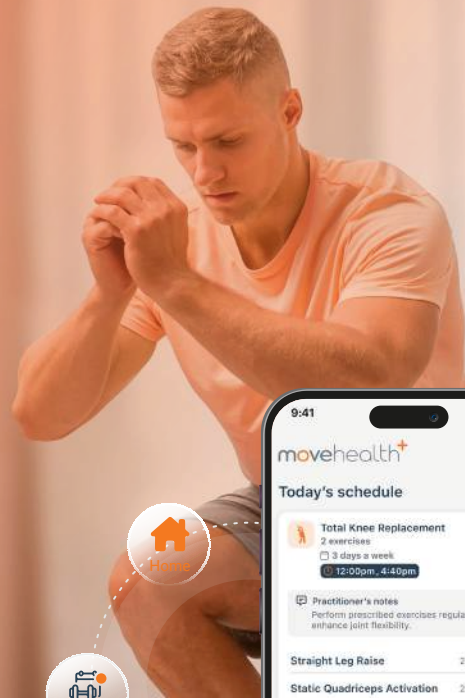 Home
9:41
movehealth+
Today's schedule
Total Knee Replacement
2 exercises
3 days a week
12:00pm, 4:40pm
Practitioner's notes
Perform prescribed exercises
enhance joint flexibility.
Straight Leg Raise
Static Quadriceps Activation